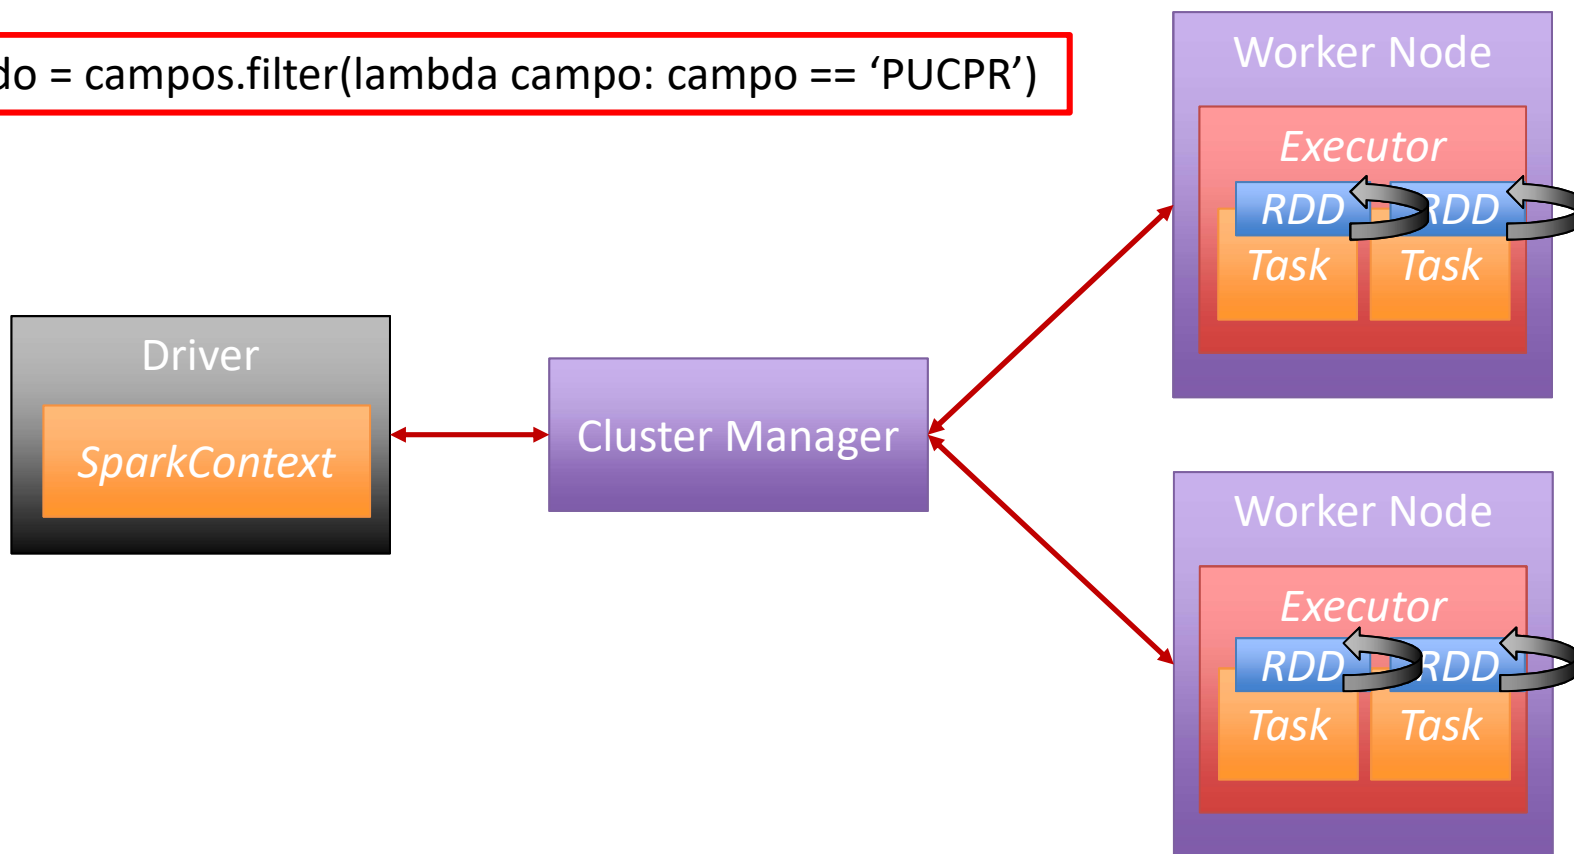 do = campos.filter(lambda campo: campo == ‘PUCPR’)
Worker Node
Executor
RDD RDD
Task Task
Driver
SparkContext
Cluster Manager
Worker Node
Executor
RDD RDD
Task Task